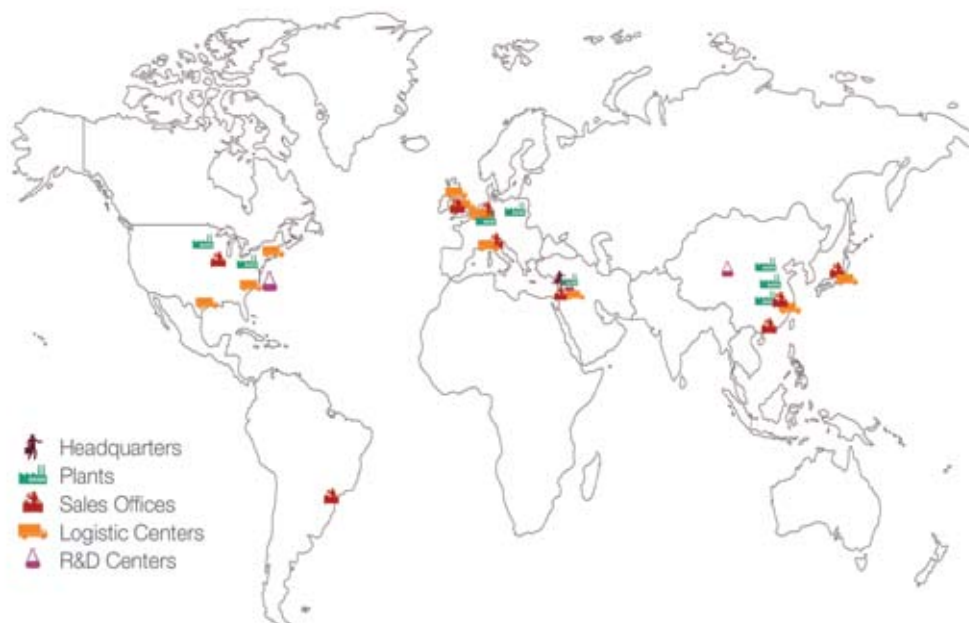 Headquarters
Plants
Sales Offices
Logistic Centers
R&D Centers